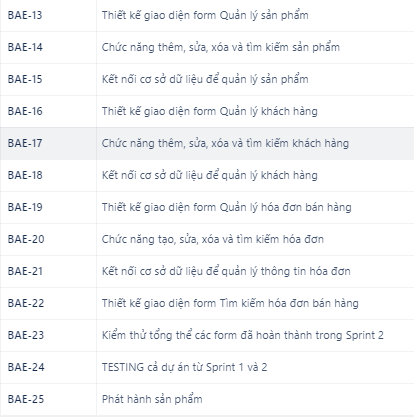 BAE-13 Thiết kế giao diện form Quản lý sản phẩm
BAE-14 Chức năng thêm, sửa, xóa và tìm kiếm sản phẩm
BAE-15 Kết nối cơ sở dữ liệu để quản lý sản phẩm
BAE-16 Thiết kế giao diện form Quản lý khách hàng
BAE-17 Chức năng thêm, sửa, xóa và tìm kiếm khách hàng
BAE-18 Kết nối cơ sở dữ liệu để quản lý khách hàng
BAE-19 Thiết kế giao diện form Quản lý hóa đơn bán hàng
BAE-20 Chức năng tạo, sửa, xóa và tìm kiếm hóa đơn
BAE-21 Kết nối cơ sở dữ liệu để quản lý thông tin hóa đơn
BAE-22 Thiết kế giao diện form Tìm kiếm hóa đơn bán hàng
BAE-23 Kiểm thử tổng thể các form đã hoàn thành trong Sprint 2
BAE-24 TESTING cả dự án từ Sprint 1 và 2
BAE-25 Phát hành sản phẩm